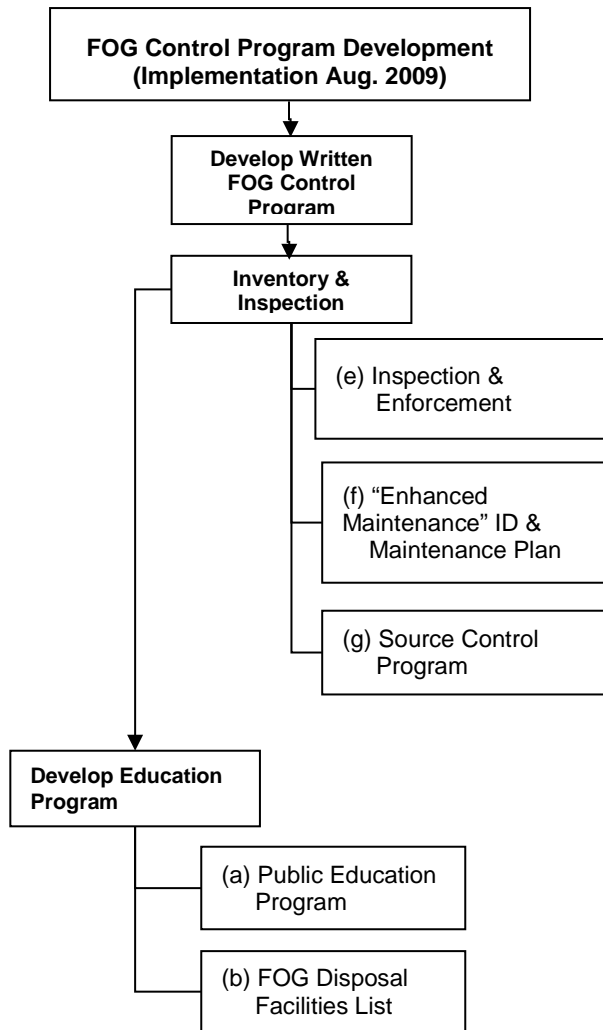 FOG Control Program Development
(Implementation Aug. 2009)
Develop Written
FOG Control
Program
Inventory &
Inspection
(e) Inspection &
Enforcement
(f) “Enhanced
Maintenance” ID &
Maintenance Plan
(g) Source Control
Program
Develop Education
Program
(a) Public Education
Program
(b) FOG Disposal
Facilities List